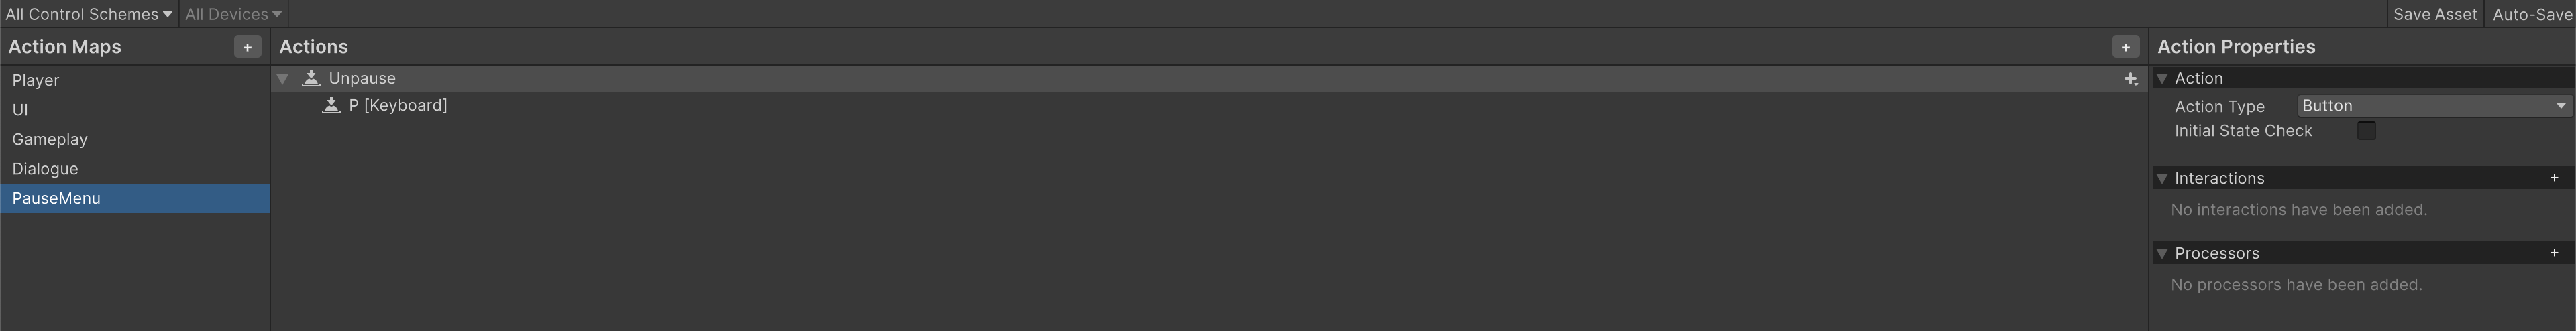 All Control Schemes All Devices Save Asset Auto-Save
Action Maps + Actions + Action Properties
Player
UI
Gameplay
Dialogue
PauseMenu
Unpause
P [Keyboard]
Action
Action Type Button
Initial State Check
Interactions +
No interactions have been added.
Processors +
No processors have been added.